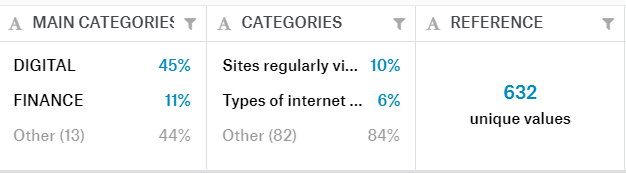 A MAIN CATEGORIES
A CATEGORIES
A REFERENCE
DIGITAL 45%
Sites regularly vi... 10%
632
FINANCE 11%
Types of internet ... 6%
unique values
Other (13) 44%
Other (82) 84%